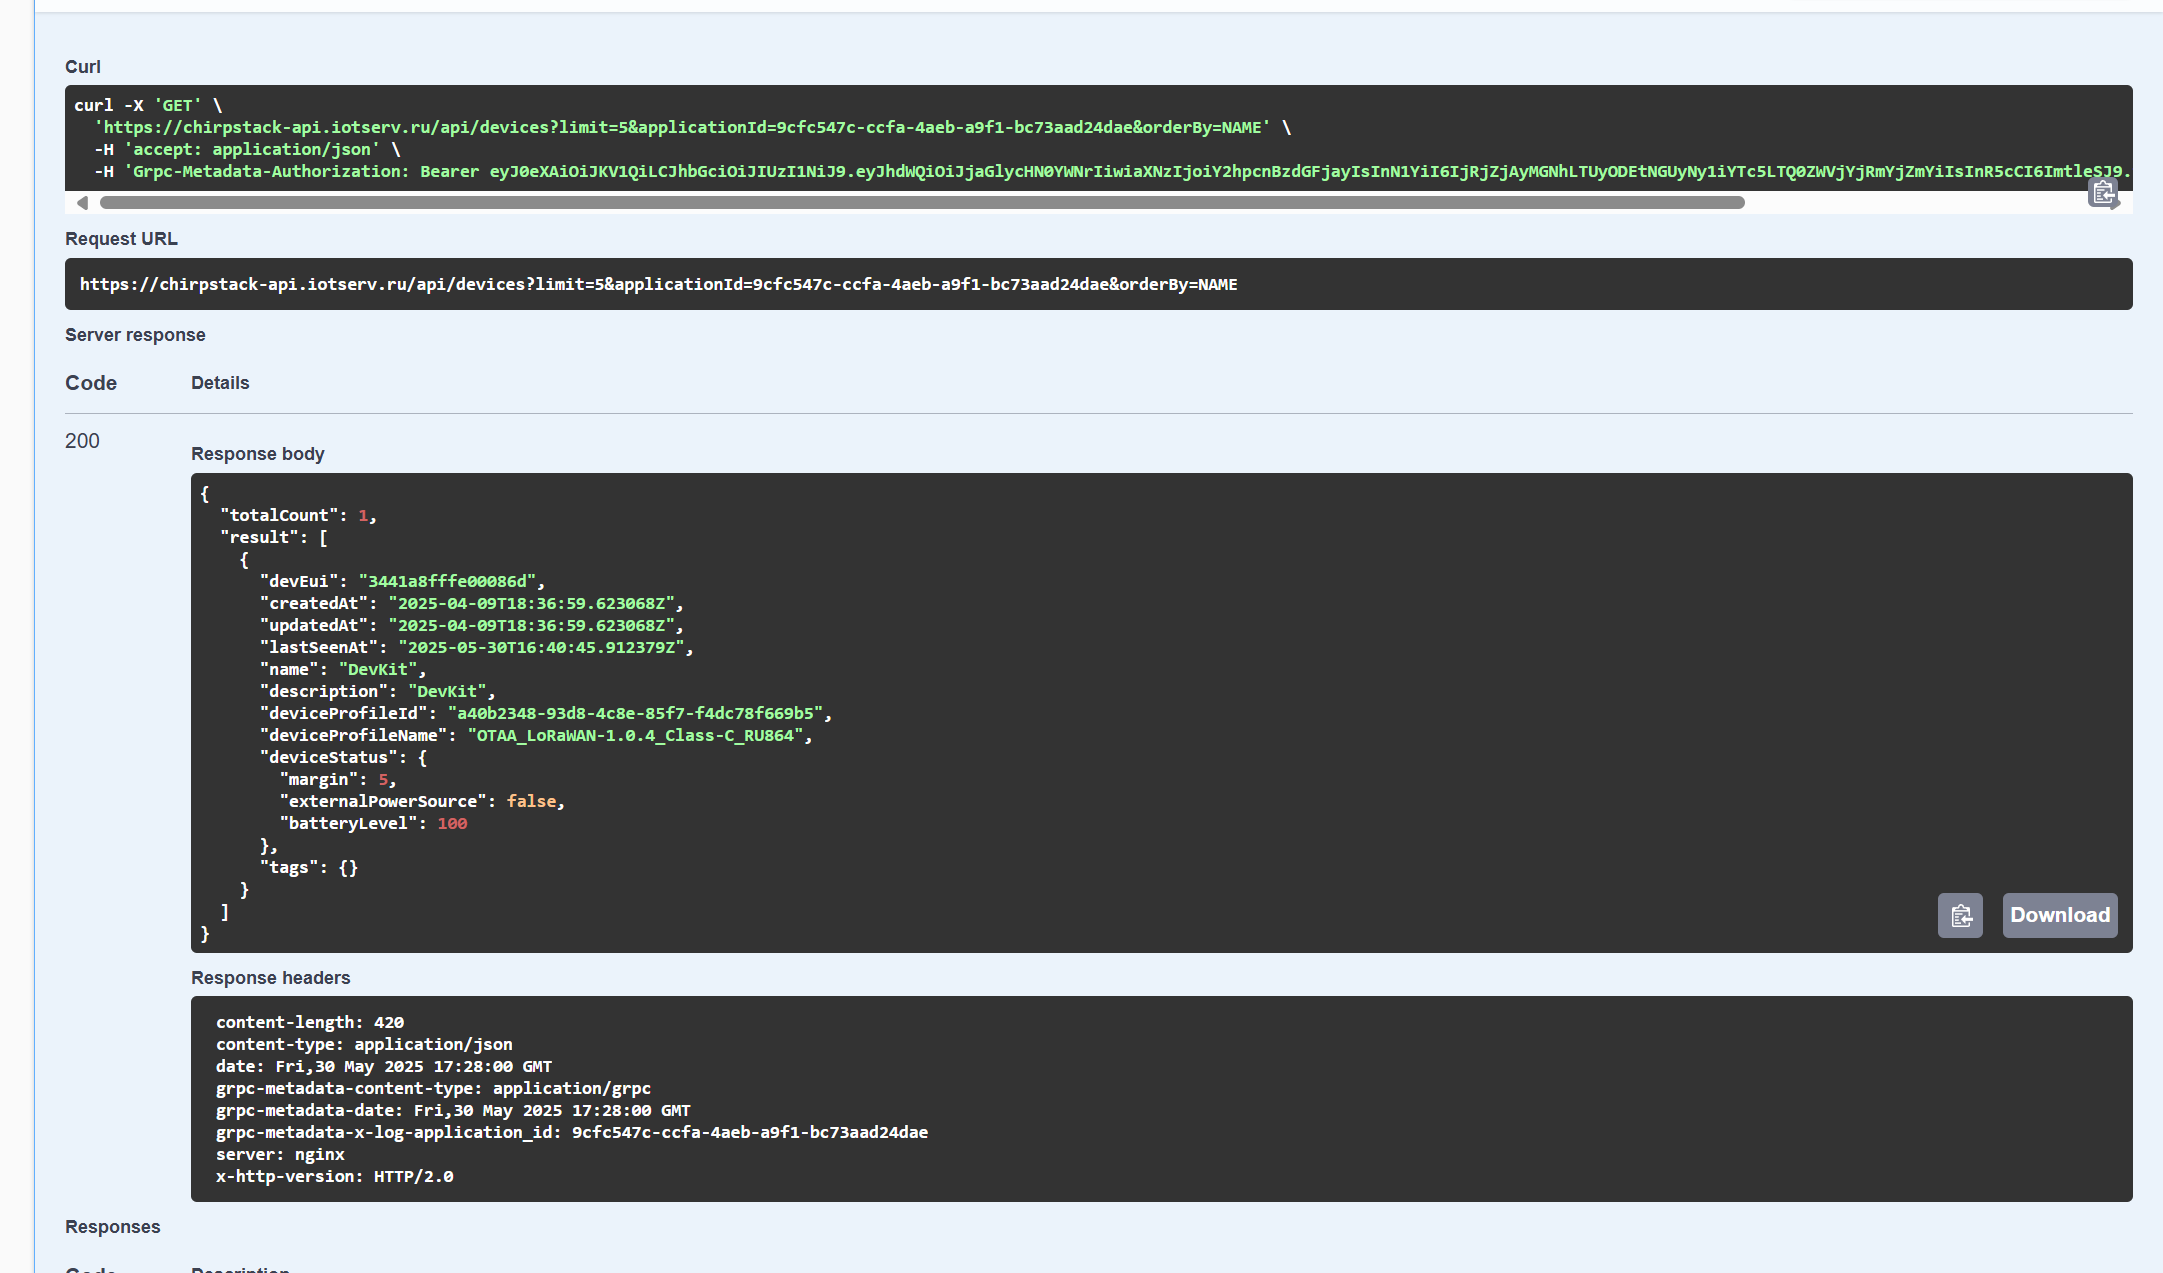 Curl
curl -X 'GET' \
'https://chirpstack-api.iotserv.ru/api/devices?limit=5&applicationId=9cfc547c-ccfa-4aeb-a9f1-bc73aad24dae&orderBy=NAME' \
-H 'accept: application/json' \
-H 'Grpc-Metadata-Authorization: Bearer eyJ0eXAiOiJKV1QiLCJhbGciOiJIUzI1NiJ9.eyJhdWQiOiJjaGlycHN0YWNrIiwiaXNzIjoiY2hpcnBzdGFjayIsInN1YiI6IjRjZjAyMGNhLTUyODEtNGUyNy1iYTc5LTQ0ZWVjYjRmYjZmYiIsInR5cCI6ImtleSJ9.
Request URL
https://chirpstack-api.iotserv.ru/api/devices?limit=5&applicationId=9cfc547c-ccfa-4aeb-a9f1-bc73aad24dae&orderBy=NAME
Server response
Code Details
200
Response body
{
"totalCount": 1,
"result": [
{
"devEui": "3441a8fffe00086d",
"createdAt": "2025-04-09T18:36:59.623068Z",
"updatedAt": "2025-04-09T18:36:59.623068Z",
"lastSeenAt": "2025-05-30T16:40:45.912379Z",
"name": "DevKit",
"description": "DevKit",
"deviceProfileId": "a40b2348-93d8-4c8e-85f7-f4dc78f669b5",
"deviceProfileName": "OTAA_LoRaWAN-1.0.4_Class-C_RU864",
"deviceStatus": {
"margin": 5,
"externalPowerSource": false,
"batteryLevel": 100
},
"tags": {}
}
]
}
Download
Response headers
content-length: 420
content-type: application/json
date: Fri,30 May 2025 17:28:00 GMT
grpc-metadata-content-type: application/grpc
grpc-metadata-date: Fri,30 May 2025 17:28:00 GMT
grpc-metadata-x-log-application_id: 9cfc547c-ccfa-4aeb-a9f1-bc73aad24dae
server: nginx
x-http-version: HTTP/2.0
Responses
Code Description